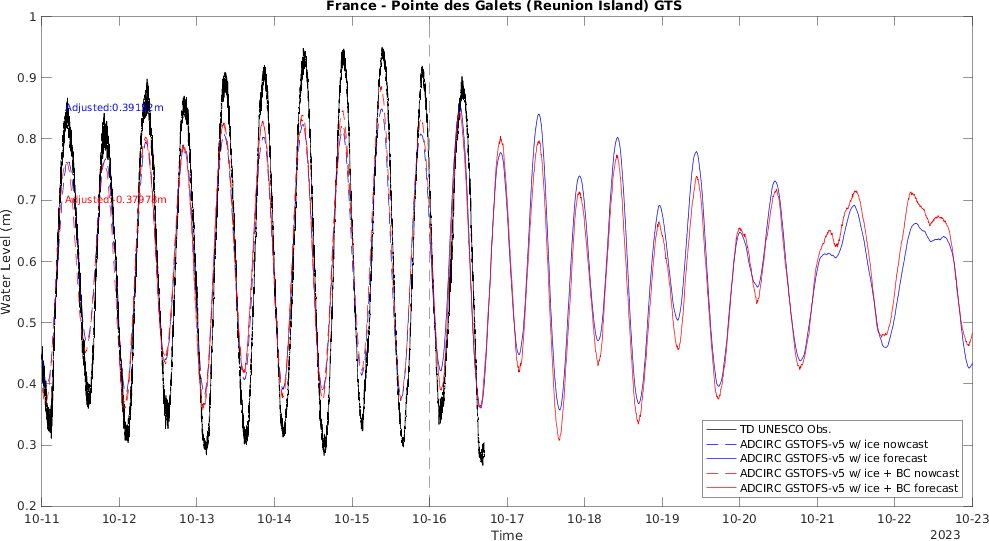 France - Pointe des Galets (Reunion Island) GTS
Water Level (m)
1
0.9
0.8
0.7
0.6
0.5
0.4
0.3
0.2
Adjusted:-0.37978m
TD UNESCO Obs.
ADCIRC GSTOFS-v5 w/ ice nowcast
ADCIRC GSTOFS-v5 w/ ice forecast
ADCIRC GSTOFS-v5 w/ ice + BC nowcast
ADCIRC GSTOFS-v5 w/ ice + BC forecast
10-11 10-12 10-13 10-14 10-15 10-16 10-17 10-18 10-19 10-20 10-21 10-22 10-23
Time
2023